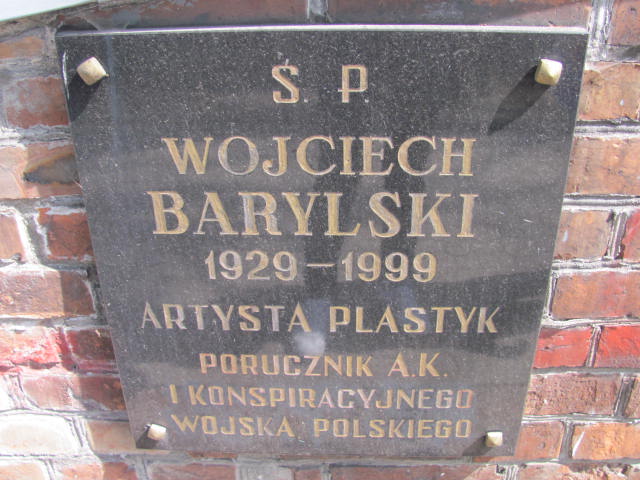 Ś. P
WOJCIECH
BARYLSKI
1929 – 1999
ARTYSTA PLASTYK
PORUCZNIK A.K.
I KONSPIRACYJNEGO
WOJSKA POLSKIEGO